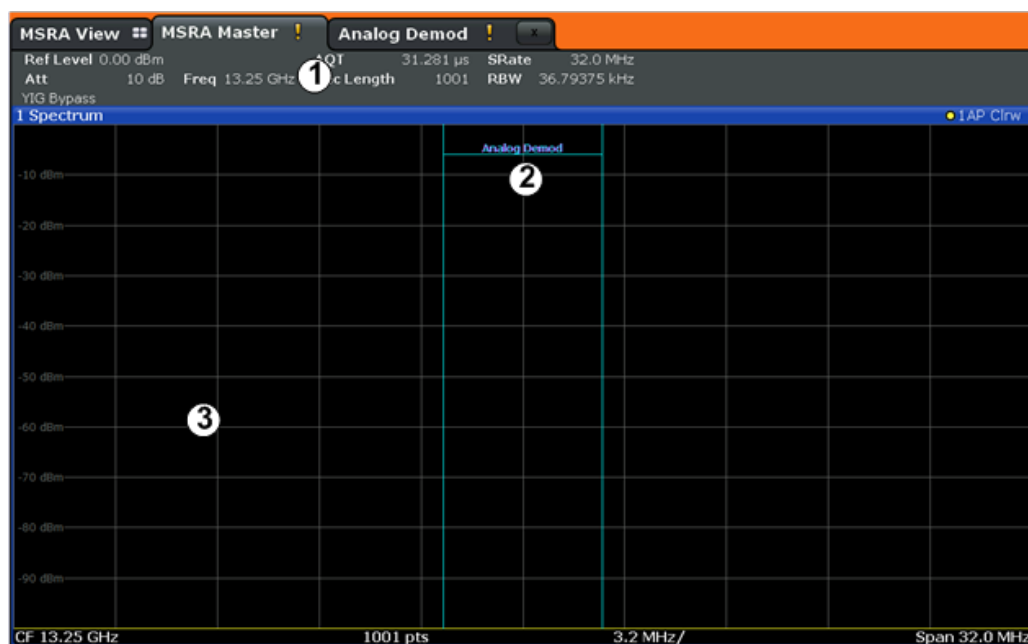 MSRA View MSRA Master ! Analog Demod ! x
Ref Level 0.00 dBm AQT 31.281 µs SRate 32.0 MHz
Att 10 dB Freq 13.25 GHz 1 c Length 1001 RBW 36.79375 kHz
YIG Bypass
1 Spectrum 1AP Clrw
Analog Demod
2
-10 dBm
-20 dBm
-30 dBm
-40 dBm
-50 dBm
3
-60 dBm
-70 dBm
-80 dBm
-90 dBm
CF 13.25 GHz 1001 pts 3.2 MHz/ Span 32.0 MHz